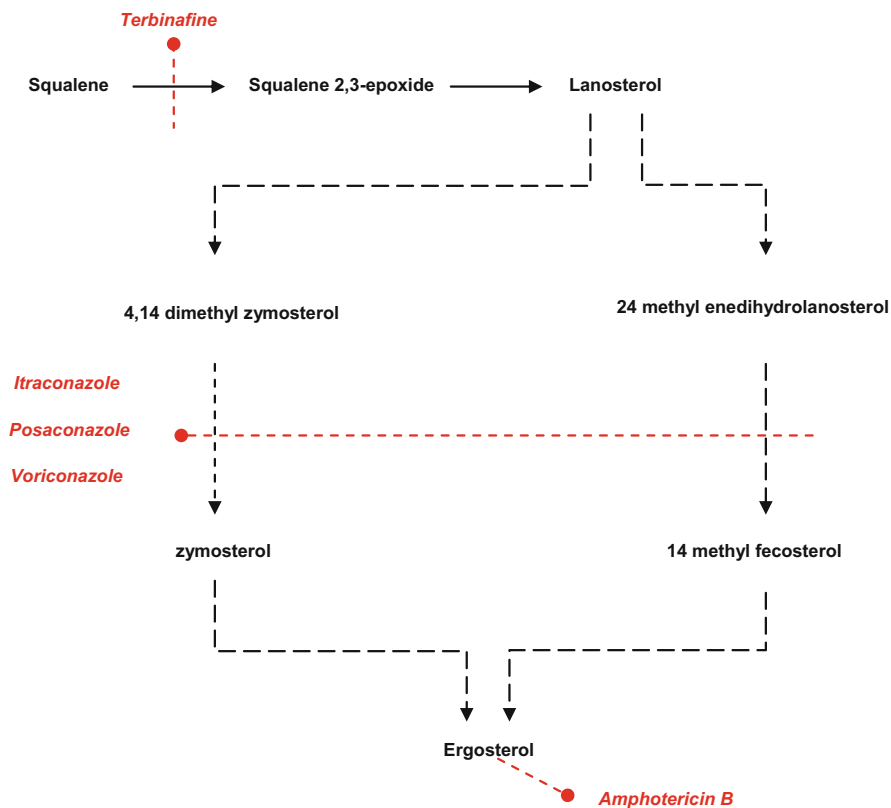 Terbinafine
Squalene
Squalene 2,3-epoxide
Lanosterol
4,14 dimethyl zymosterol
24 methyl enedihydrolanosterol
Itraconazole
Posaconazole
Voriconazole
zymosterol
14 methyl fecosterol
Ergosterol
Amphotericin B